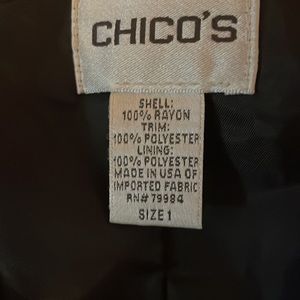 CHICO'S
SHELL:
100% RAYON
TRIM:
100% POLYESTER
LINING:
100% POLYESTER
MADE IN USA OF
IMPORTED FABRIC
RN# 79984
SIZE 1